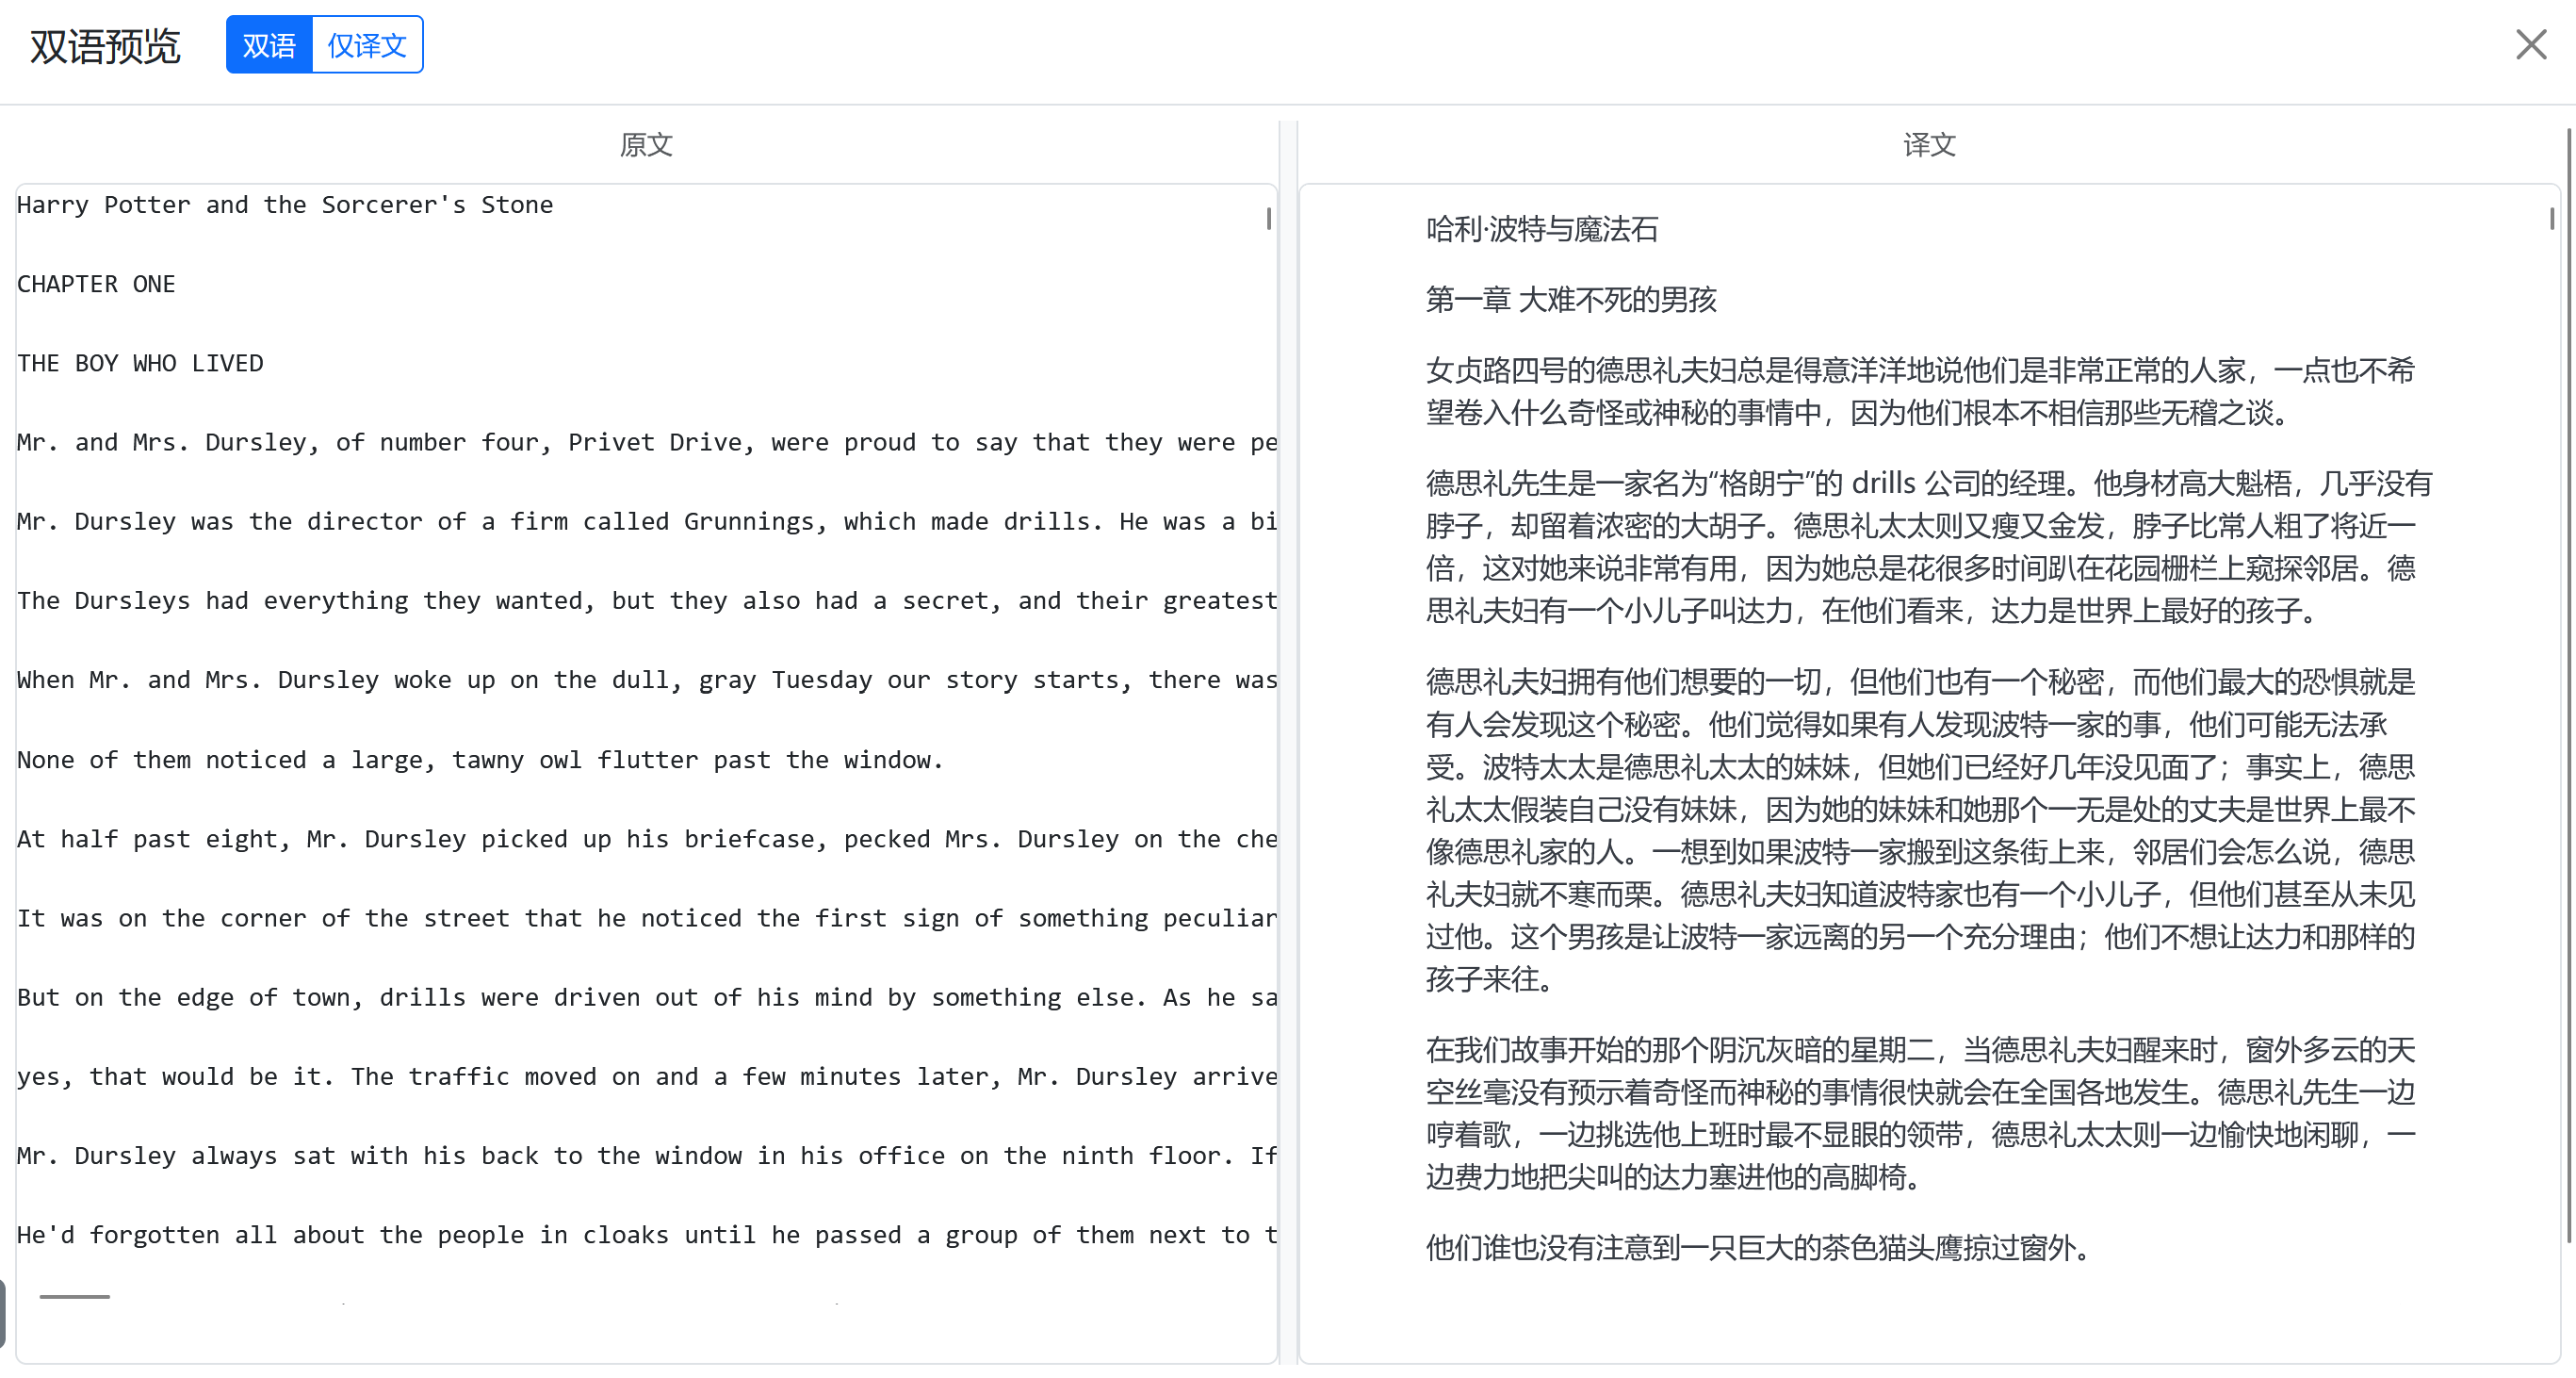 双语预览
双语
仅译文
原文
Harry Potter and the Sorcerer's Stone
CHAPTER ONE
THE BOY WHO LIVED
Mr. and Mrs. Dursley, of number four, Privet Drive, were proud to say that they were pe
Mr. Dursley was the director of a firm called Grunnings, which made drills. He was a bi
The Dursleys had everything they wanted, but they also had a secret, and their greatest
When Mr. and Mrs. Dursley woke up on the dull, gray Tuesday our story starts, there was
None of them noticed a large, tawny owl flutter past the window.
At half past eight, Mr. Dursley picked up his briefcase, pecked Mrs. Dursley on the che
It was on the corner of the street that he noticed the first sign of something peculiar
But on the edge of town, drills were driven out of his mind by something else. As he sa
yes, that would be it. The traffic moved on and a few minutes later, Mr. Dursley arrive
Mr. Dursley always sat with his back to the window in his office on the ninth floor. If
He'd forgotten all about the people in cloaks until he passed a group of them next to t
译文
哈利·波特与魔法石
第一章 大难不死的男孩
女贞路四号的德思礼夫妇总是得意洋洋地说他们是非常正常的人家，一点也不希
望卷入什么奇怪或神秘的事情中，因为他们根本不相信那些无稽之谈。
德思礼先生是一家名为“格朗宁”的 drills 公司的经理。他身材高大魁梧，几乎没有
脖子，却留着浓密的大胡子。德思礼太太则又瘦又金发，脖子比常人粗了将近一
倍，这对她来说非常有用，因为她总是花很多时间趴在花园栅栏上窥探邻居。德
思礼夫妇有一个小儿子叫达力，在他们看来，达力是世界上最好的孩子。
德思礼夫妇拥有他们想要的一切，但他们也有一个秘密，而他们最大的恐惧就是
有人会发现这个秘密。他们觉得如果有人发现波特一家的事，他们可能无法承
受。波特太太是德思礼太太的妹妹，但她们已经好几年没见面了；事实上，德思
礼太太假装自己没有妹妹，因为她的妹妹和她那个一无是处的丈夫是世界上最不
像德思礼家的人。一想到如果波特一家搬到这条街上来，邻居们会怎么说，德思
礼夫妇就不寒而栗。德思礼夫妇知道波特家也有一个小儿子，但他们甚至从未见
过他。这个男孩是让波特一家远离的另一个充分理由；他们不想让达力和那样的
孩子来往。
在我们故事开始的那个阴沉灰暗的星期二，当德思礼夫妇醒来时，窗外多云的天
空丝毫没有预示着奇怪而神秘的事情很快就会在全国各地发生。德思礼先生一边
哼着歌，一边挑选他上班时最不显眼的领带，德思礼太太则一边愉快地闲聊，一
边费力地把尖叫的达力塞进他的高脚椅。
他们谁也没有注意到一只巨大的茶色猫头鹰掠过窗外。